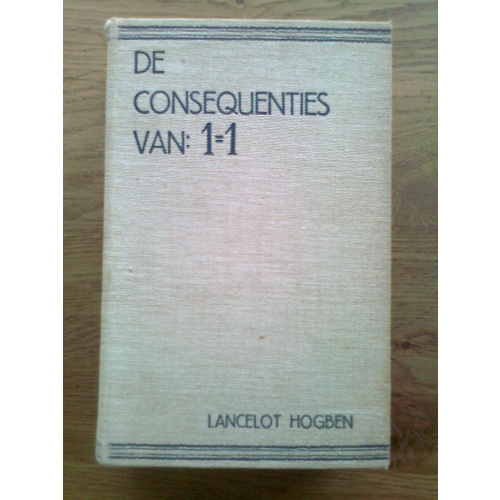 DE
CONSEQUENTIES
VAN: 1=1
LANCELOT HOGBEN